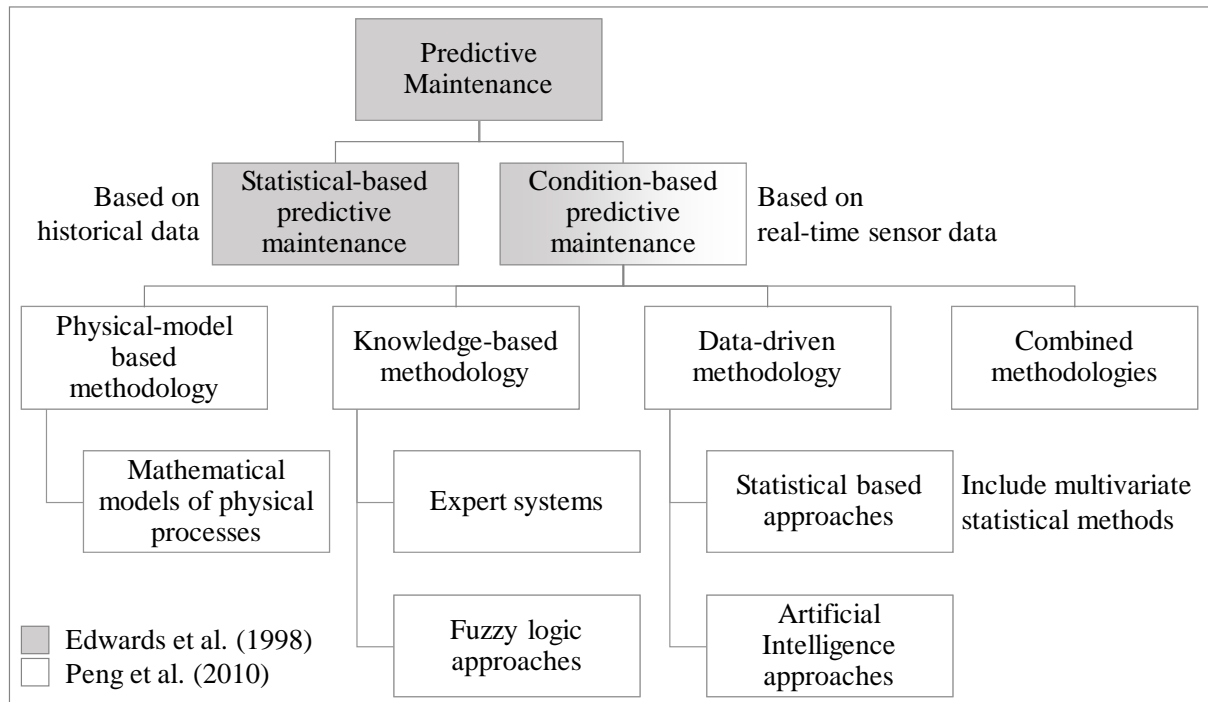 Predictive
Maintenance
Based on
historical data
Statistical-based
predictive
maintenance
Condition-based
predictive
maintenance
Based on
real-time sensor data
Physical-model
based
methodology
Knowledge-based
methodology
Data-driven
methodology
Combined
methodologies
Mathematical
models of physical
processes
Expert systems
Statistical based
approaches
Include multivariate
statistical methods
Fuzzy logic
approaches
Artificial
Intelligence
approaches
Edwards et al. (1998)
Peng et al. (2010)